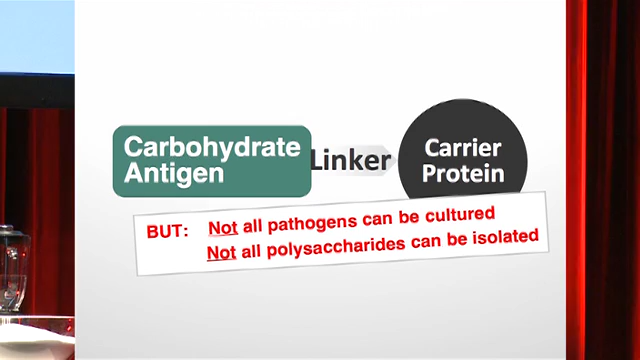 Carbohydrate
Antigen
Linker
Carrier
Protein
BUT: Not all pathogens can be cultured
Not all polysaccharides can be isolated